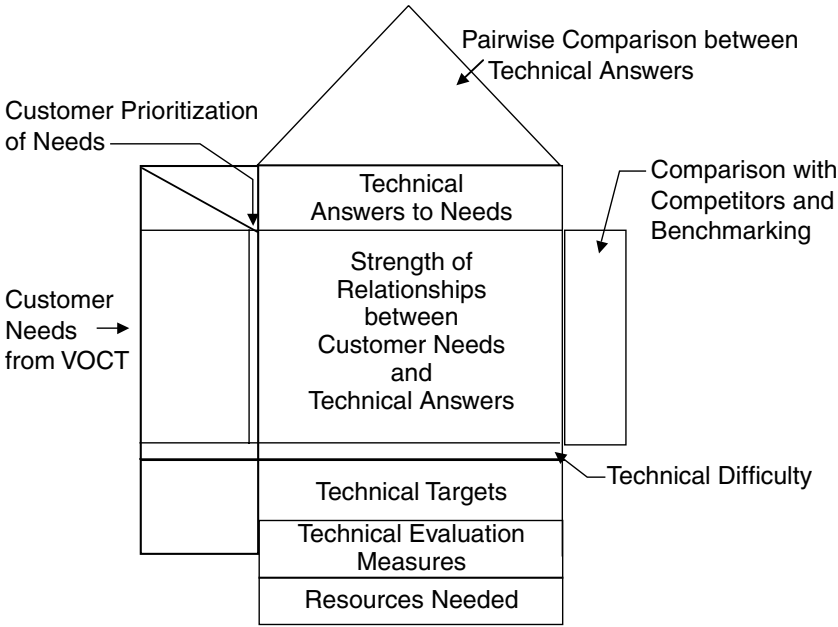 Pairwise Comparison between
Technical Answers
Customer Prioritization
of Needs
Technical
Answers to Needs
Comparison with
Competitors and
Benchmarking
Strength of
Relationships
between
Customer Needs
and
Technical Answers
Customer
Needs
from VOCT
Technical Difficulty
Technical Targets
Technical Evaluation
Measures
Resources Needed